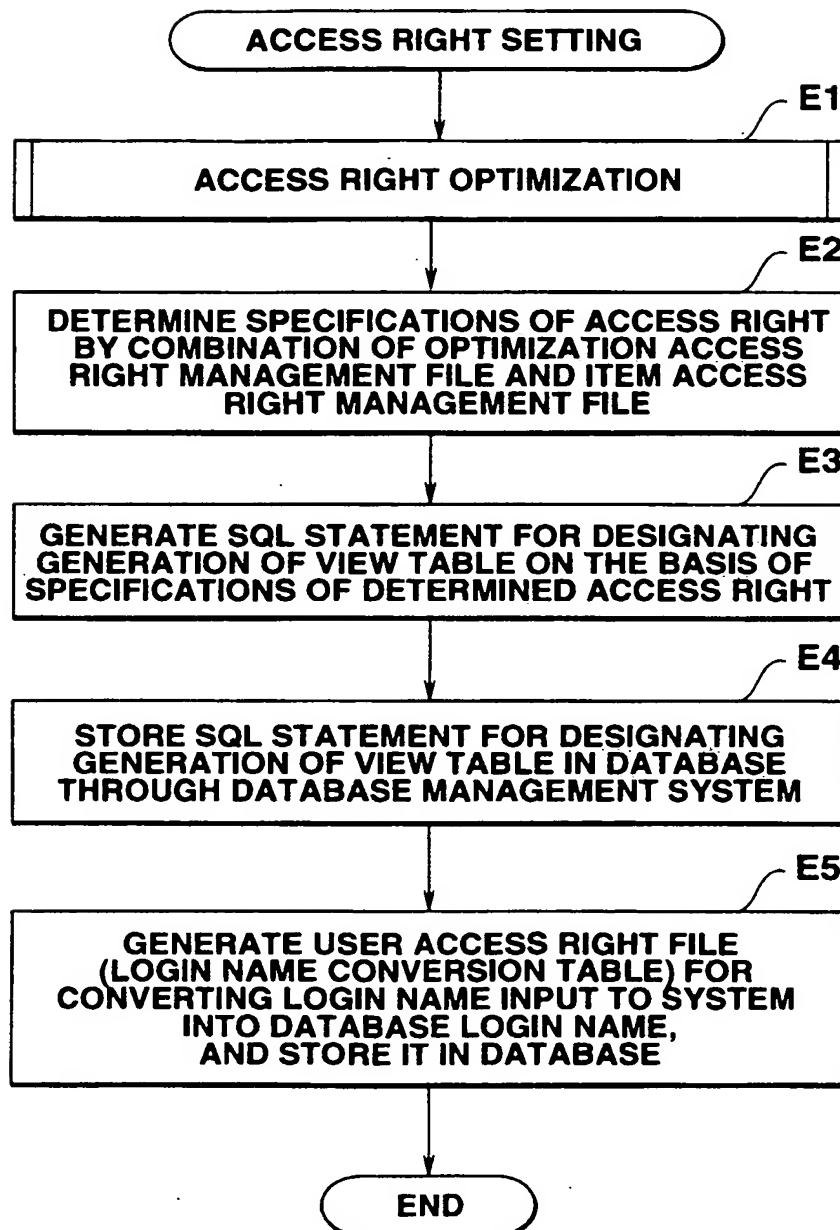 ACCESS RIGHT SETTING
E1
ACCESS RIGHT OPTIMIZATION
E2
DETERMINE SPECIFICATIONS OF ACCESS RIGHT
BY COMBINATION OF OPTIMIZATION ACCESS
RIGHT MANAGEMENT FILE AND ITEM ACCESS
RIGHT MANAGEMENT FILE
E3
GENERATE SQL STATEMENT FOR DESIGNATING
GENERATION OF VIEW TABLE ON THE BASIS OF
SPECIFICATIONS OF DETERMINED ACCESS RIGHT
E4
STORE SQL STATEMENT FOR DESIGNATING
GENERATION OF VIEW TABLE IN DATABASE
THROUGH DATABASE MANAGEMENT SYSTEM
E5
GENERATE USER ACCESS RIGHT FILE
(LOGIN NAME CONVERSION TABLE) FOR
CONVERTING LOGIN NAME INPUT TO SYSTEM
INTO DATABASE LOGIN NAME,
AND STORE IT IN DATABASE
END